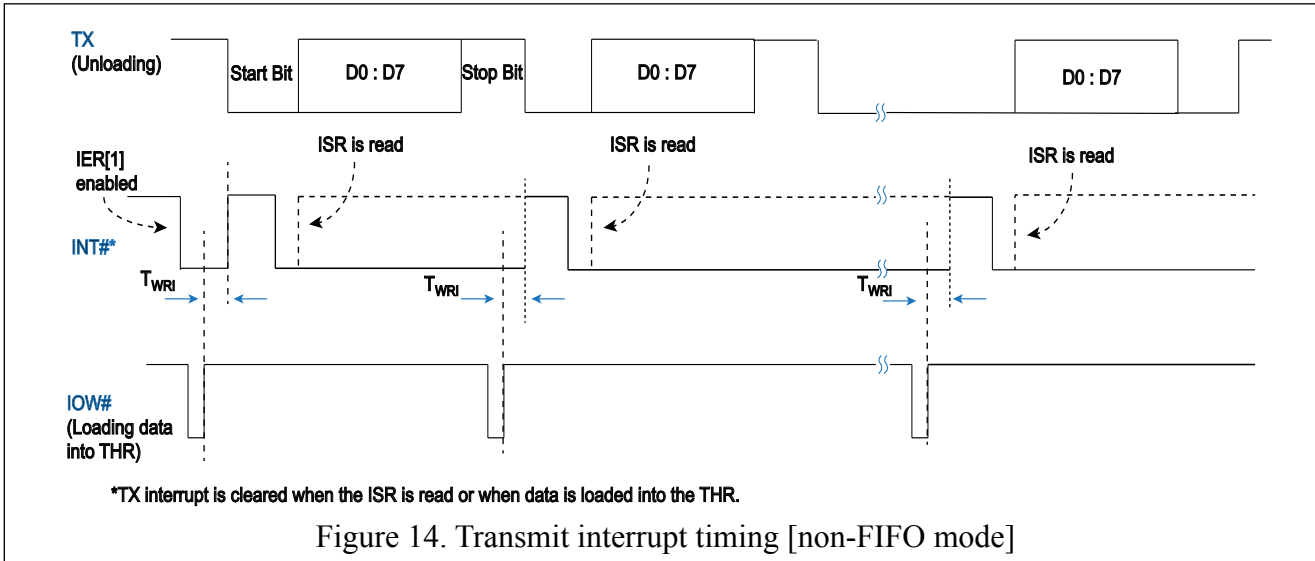 TX
(Unloading)
Start Bit
D0 : D7
Stop Bit
D0 : D7
D0 : D7
IER[1]
enabled
ISR is read
ISR is read
ISR is read
INT#*
TWRI
TWRI
TWRI
IOW#
(Loading data
into THR)
*TX interrupt is cleared when the ISR is read or when data is loaded into the THR.
Figure 14. Transmit interrupt timing [non-FIFO mode]